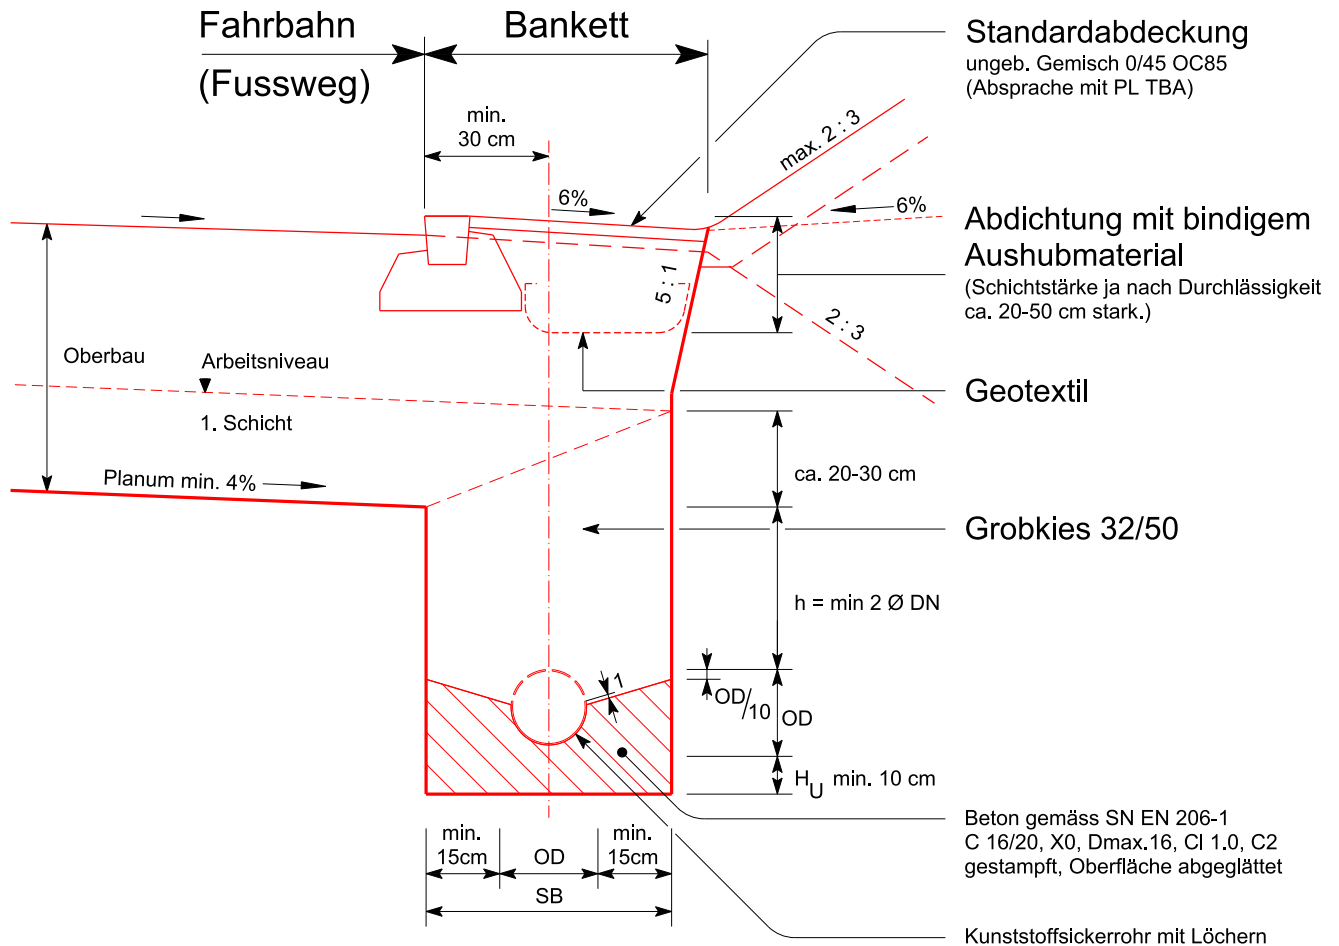 Fahrbahn
(Fussweg)
Bankett
min.
30 cm
Standardabdeckung
ungeb. Gemisch 0/45 OC85
(Absprache mit PL TBA)
max. 2 : 3
6%
6%
Abdichtung mit bindigem
Aushubmaterial
(Schichtstärke ja nach Durchlässigkeit
ca. 20-50 cm stark.)
5 : 1
2 : 3
Oberbau
Arbeitsniveau
1. Schicht
Geotextil
Planum min. 4%
ca. 20-30 cm
Grobkies 32/50
h = min 2 Ø DN
1
OD/10
OD
HU min. 10 cm
min.
15cm
OD
min.
15cm
SB
Beton gemäss SN EN 206-1
C 16/20, X0, Dmax.16, Cl 1.0, C2
gestampft, Oberfläche abgeglättet
Kunststoffsickerrohr mit Löchern